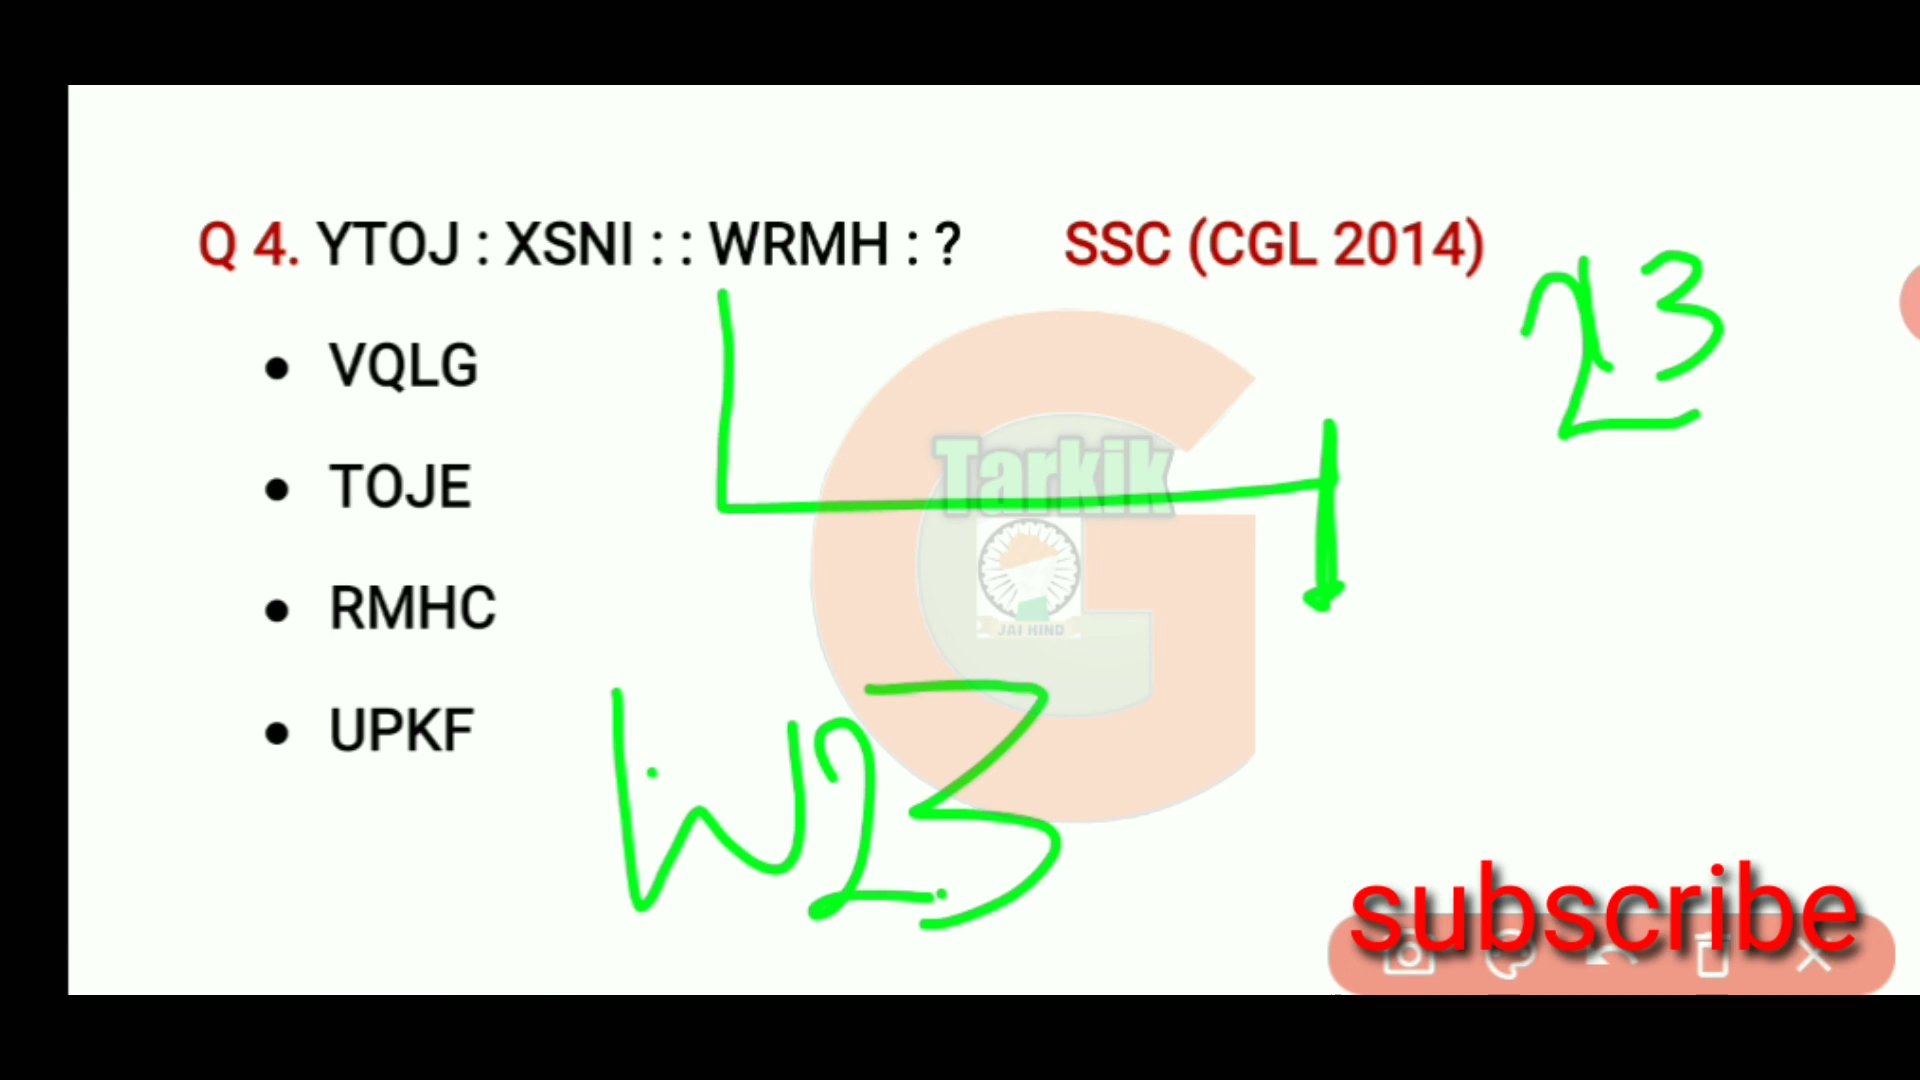 Q 4. YTOJ : XSNI : : WRMH : ? SSC (CGL 2014)
23
VQLG
Tarkik
TOJE
JAI HIND
RMHC
UPKF
W23
subscribe